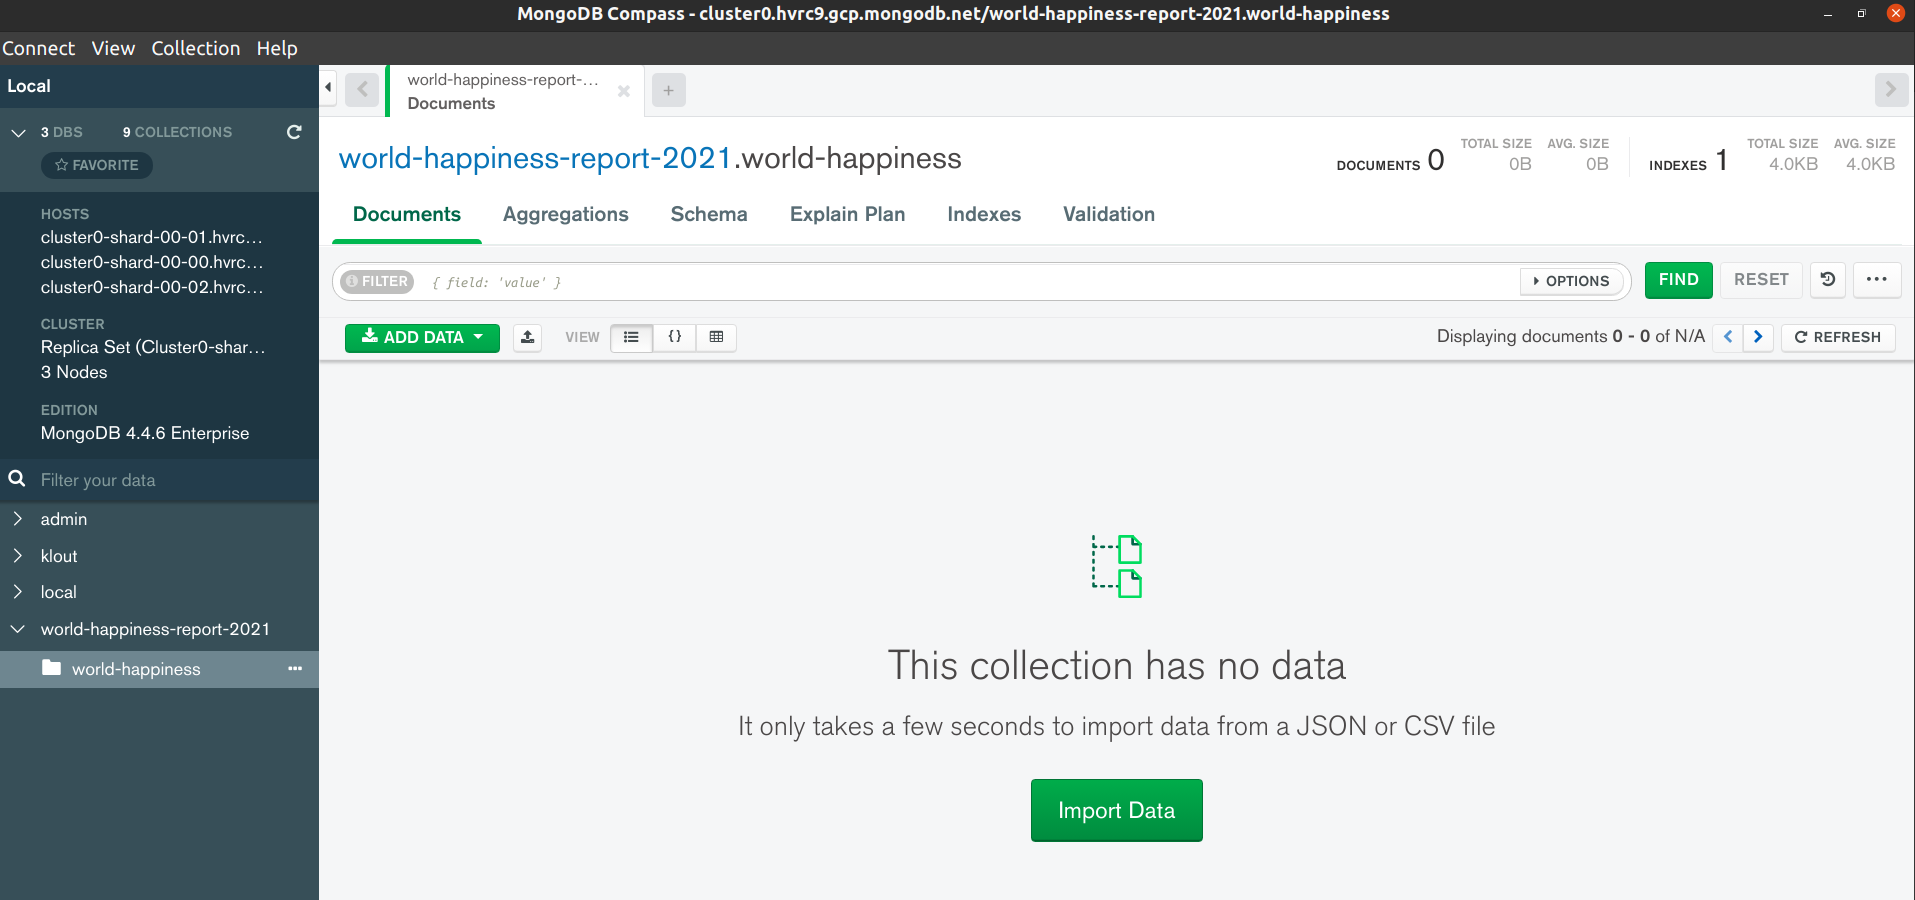 MongoDB Compass - cluster0.hvrc9.gcp.mongodb.net/world-happiness-report-2021.world-happiness
Connect View Collection Help
Local
3 DBS 9 COLLECTIONS
FAVORITE
HOSTS
cluster0-shard-00-01.hvrc...
cluster0-shard-00-00.hvrc...
cluster0-shard-00-02.hvrc...
CLUSTER
Replica Set (Cluster0-shar...
3 Nodes
EDITION
MongoDB 4.4.6 Enterprise
Filter your data
admin
klout
local
world-happiness-report-2021
world-happiness
world-happiness-report-...
Documents
world-happiness-report-2021.world-happiness
DOCUMENTS 0 TOTAL SIZE 0B AVG. SIZE 0B INDEXES 1 TOTAL SIZE 4.0KB AVG. SIZE 4.0KB
Documents Aggregations Schema Explain Plan Indexes Validation
FILTER { field: 'value' } OPTIONS FIND RESET
ADD DATA VIEW {} Displaying documents 0 - 0 of N/A REFRESH
This collection has no data
It only takes a few seconds to import data from a JSON or CSV file
Import Data